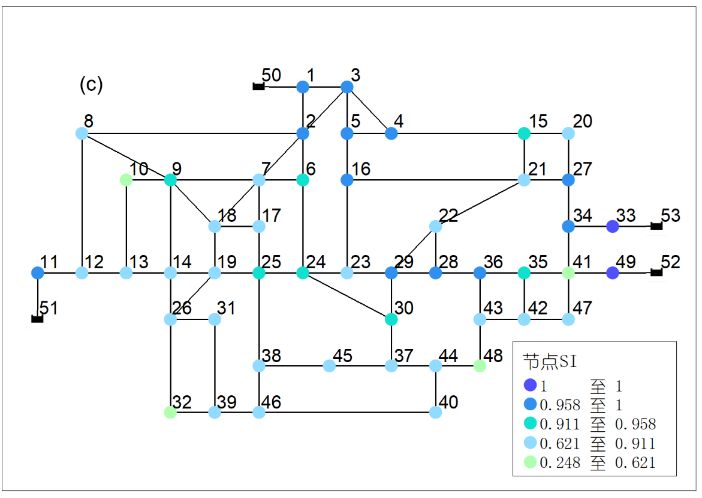 50 1 3
(c)
8 2 5 4 15 20
10 9 7 6 16 21 27
18 17 22 34 33 53
11 12 13 14 19 25 24 23 29 28 36 35 41 49 52
51 26 31 30 43 42 47
38 45 37 44 48
32 39 46 40
节点SI
1 至 1
0.958 至 1
0.911 至 0.958
0.621 至 0.911
0.248 至 0.621